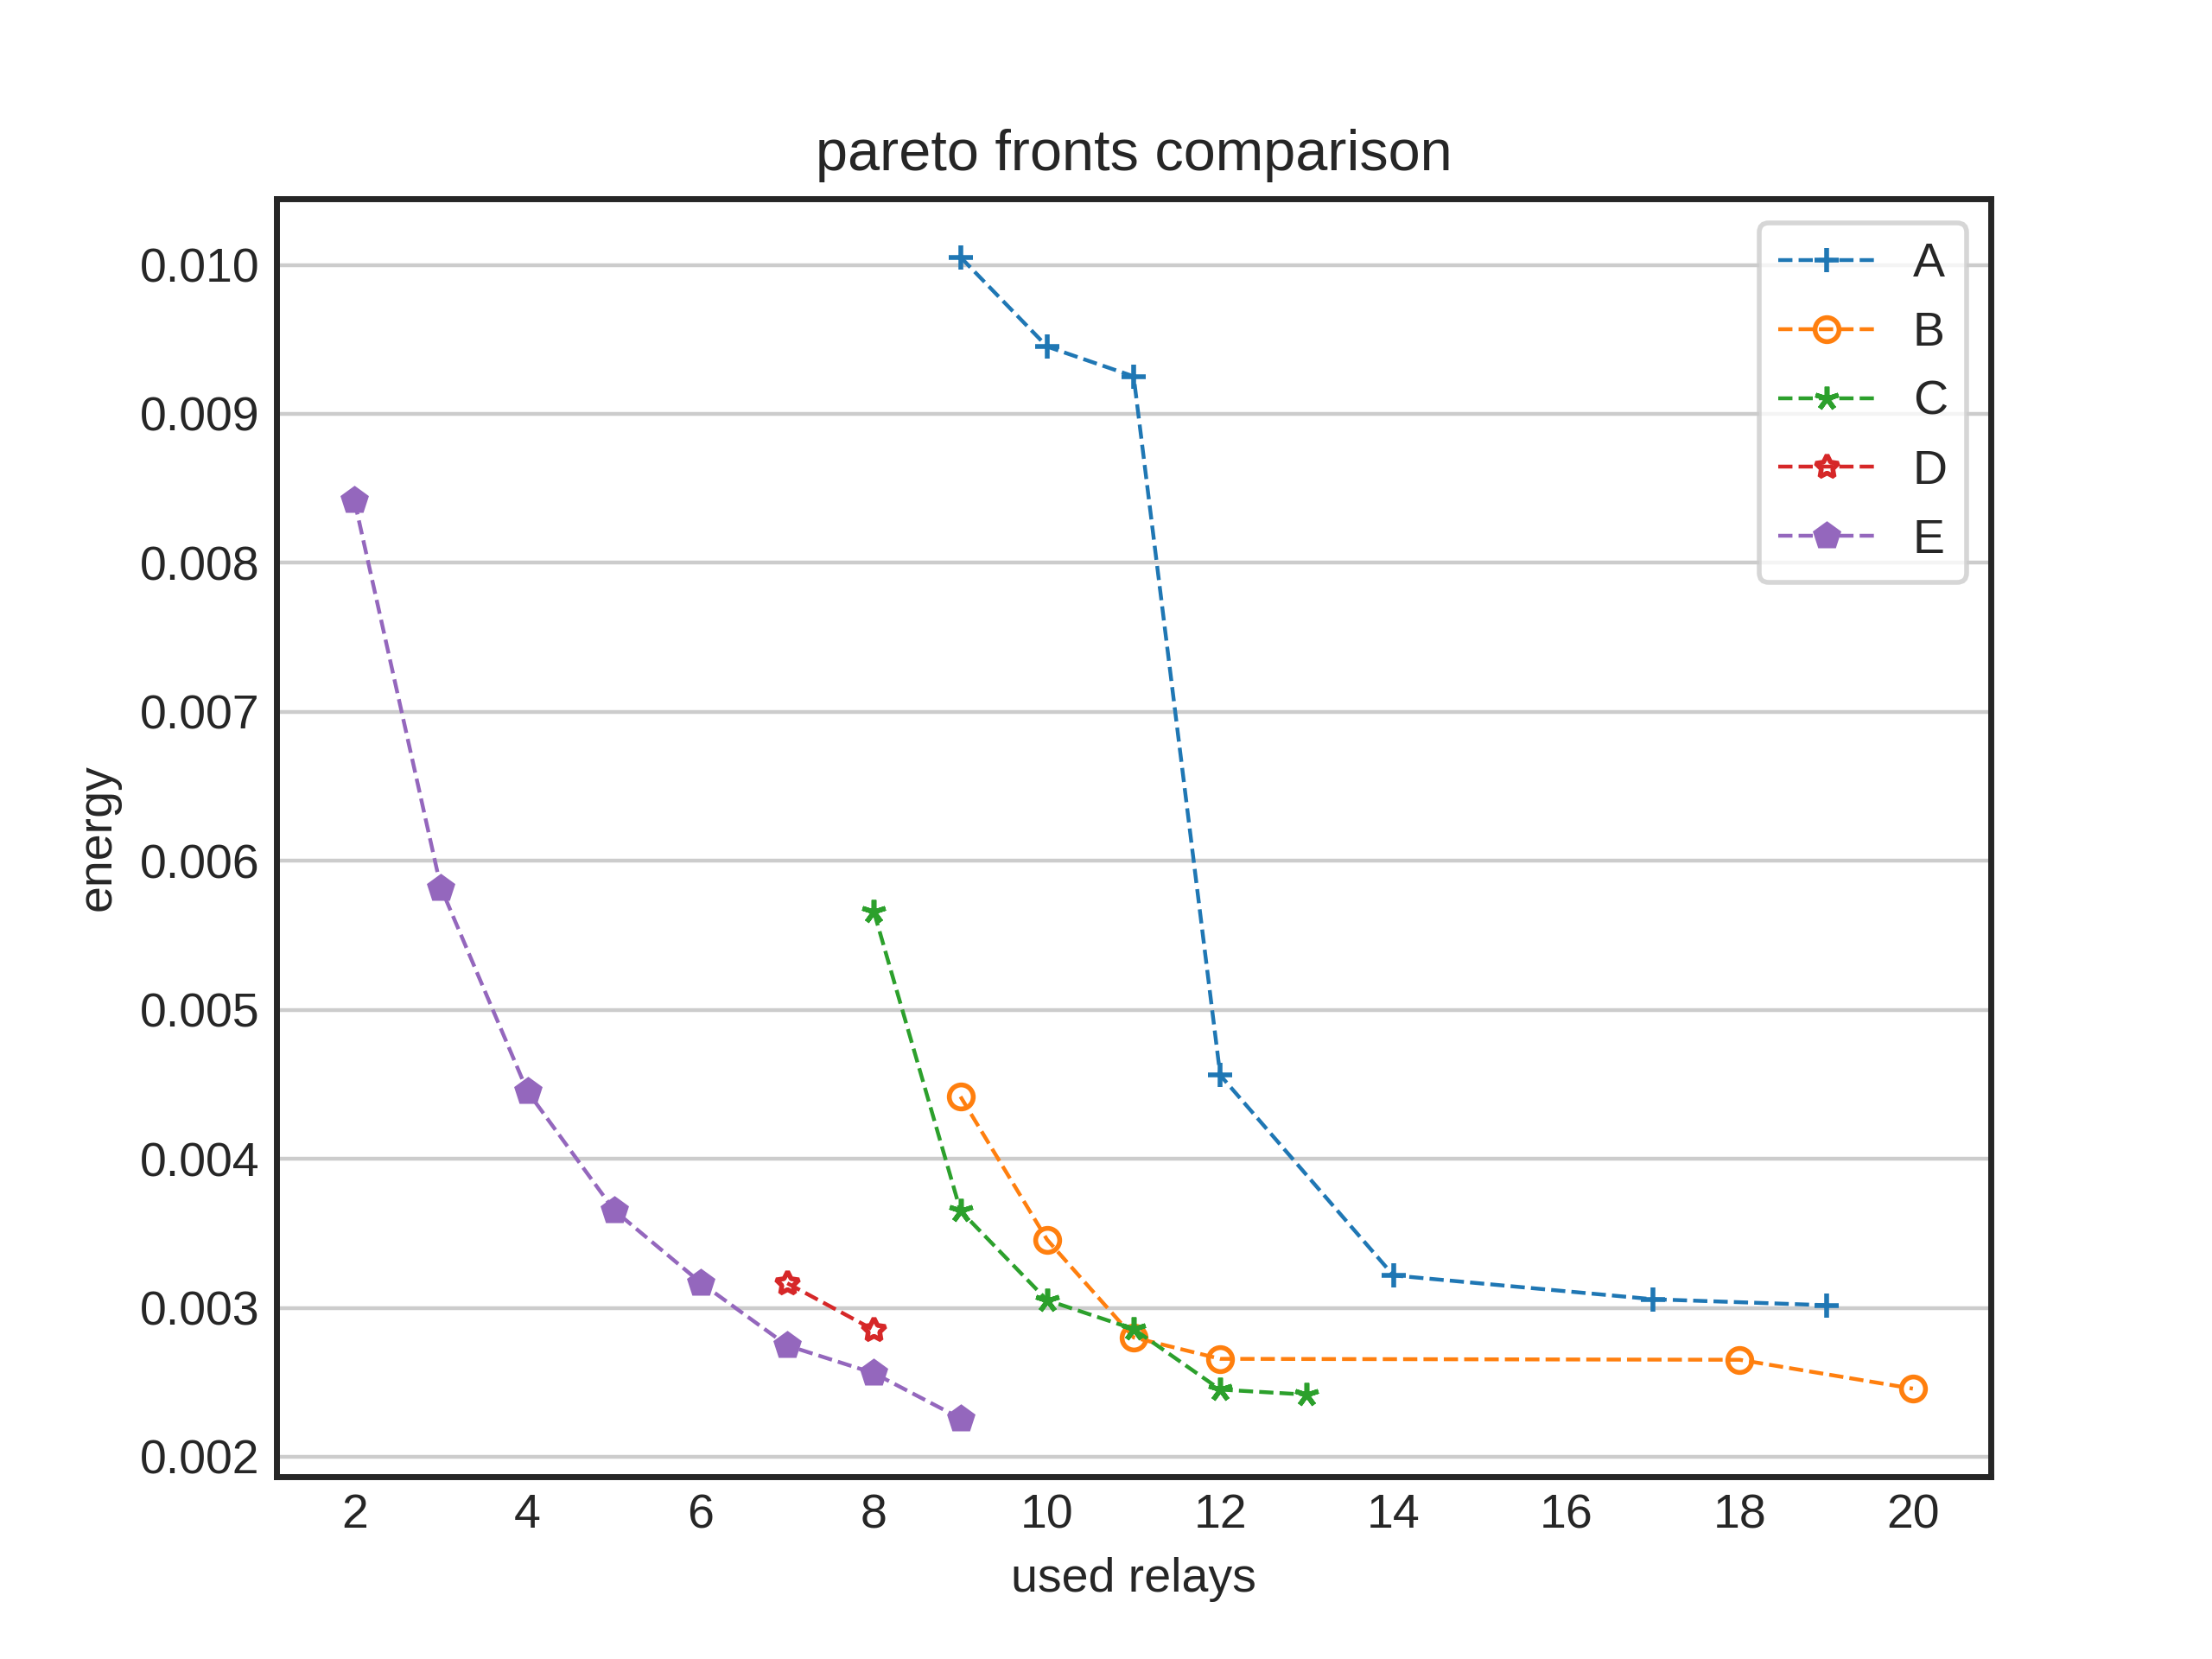 pareto fronts comparison
0.010
0.009
0.008
0.007
0.006
0.005
0.004
0.003
0.002
energy
A
B
C
D
E
2 4 6 8 10 12 14 16 18 20
used relays